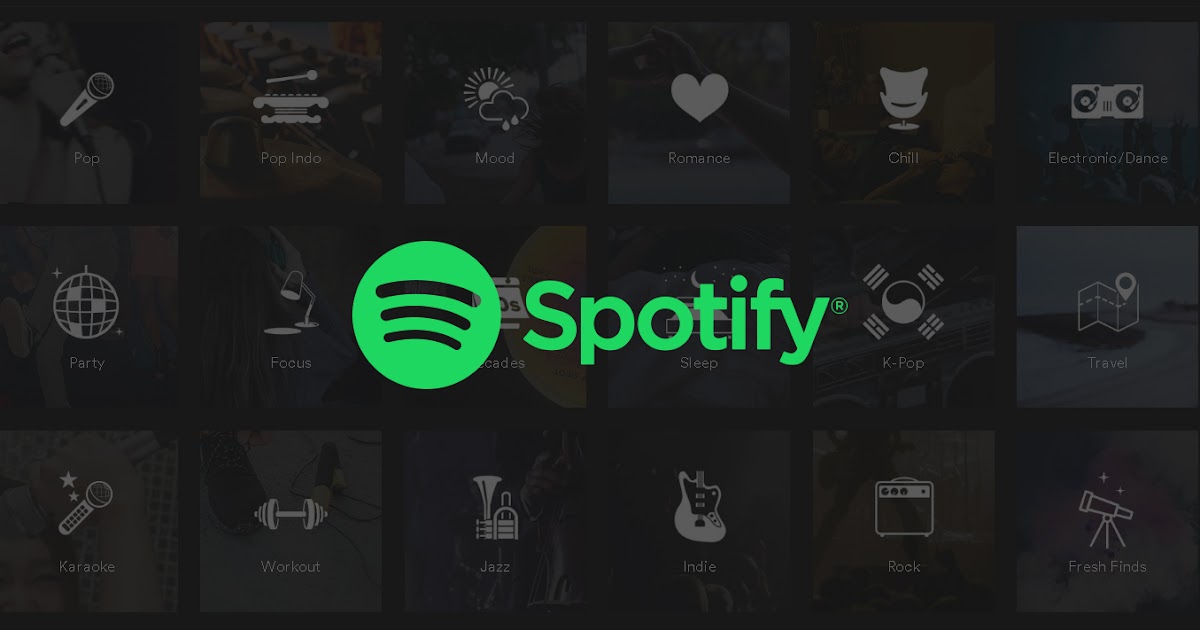 Pop
Pop Indo
Mood
Romance
Chill
Electronic/Dance
Spotify®
Party
Focus
Sleep
K-Pop
Travel
Karaoke
Workout
Jazz
Indie
Rock
Fresh Finds